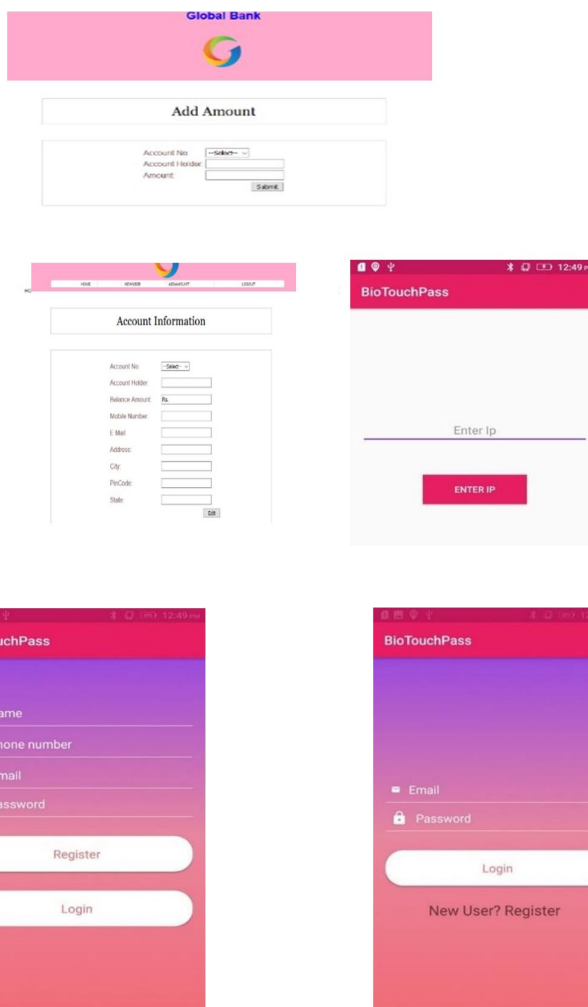 Global Bank
Add Amount
Account No
--Select--
Account Holder
Amount
Submit
HOME
LOGOUT
Account Information
Account No
--Select--
Account Holder
Balance Amount
Rs.
Mobile Number
E Mail
Address
City
PinCode
State
Edit
12:49
BioTouchPass
Enter Ip
ENTER IP
12:49 PM
uchPass
ame
hone number
mail
assword
Register
Login
BioTouchPass
Email
Password
Login
New User? Register